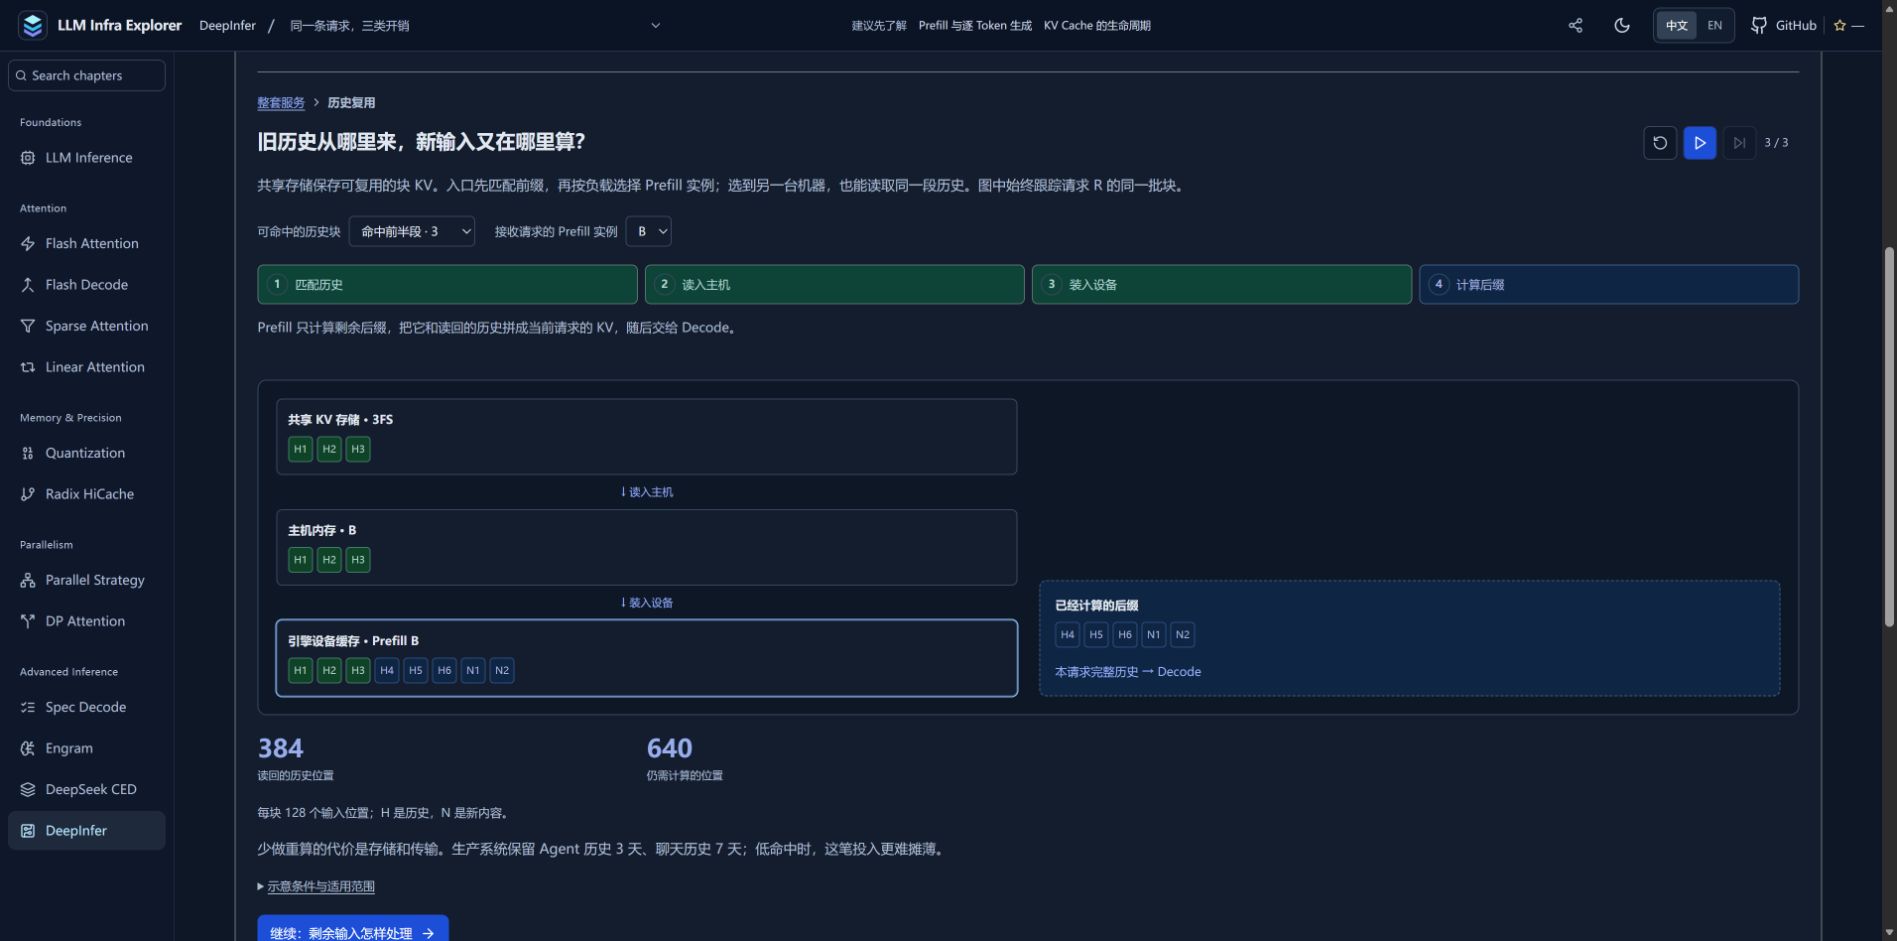 LLM Infra Explorer DeepInfer / 同一条请求，三类开销 建议先了解 Prefill 与逐 Token 生成 KV Cache 的生命周期 中文 EN GitHub —
Search chapters
Foundations
LLM Inference
Attention
Flash Attention
Flash Decode
Sparse Attention
Linear Attention
Memory & Precision
Quantization
Radix HiCache
Parallelism
Parallel Strategy
DP Attention
Advanced Inference
Spec Decode
Engram
DeepSeek CED
DeepInfer
整套服务 > 历史复用
旧历史从哪里来，新输入又在哪里算？
3 / 3
共享存储保存可复用的块 KV。入口先匹配前缀，再按负载选择 Prefill 实例；选到另一台机器，也能读取同一段历史。图中始终跟踪请求 R 的同一批块。
可命中的历史块 命中前半段 · 3 接收请求的 Prefill 实例 B
1 匹配历史 2 读入主机 3 装入设备 4 计算后缀
Prefill 只计算剩余后缀，把它和读回的历史拼成当前请求的 KV，随后交给 Decode。
共享 KV 存储 · 3FS
H1 H2 H3
↓ 读入主机
主机内存 · B
H1 H2 H3
↓ 装入设备
引擎设备缓存 · Prefill B
H1 H2 H3 H4 H5 H6 N1 N2
已经计算的后缀
H4 H5 H6 N1 N2
本请求完整历史 → Decode
384 640
读回的历史位置 仍需计算的位置
每块 128 个输入位置；H 是历史，N 是新内容。
少做重算的代价是存储和传输。生产系统保留 Agent 历史 3 天、聊天历史 7 天；低命中时，这笔投入更难摊薄。
▶ 示意条件与适用范围
继续：剩余输入怎样处理 →